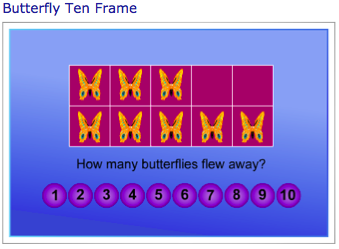 Butterfly Ten Frame
How many butterflies flew away?
1 2 3 4 5 6 7 8 9 10